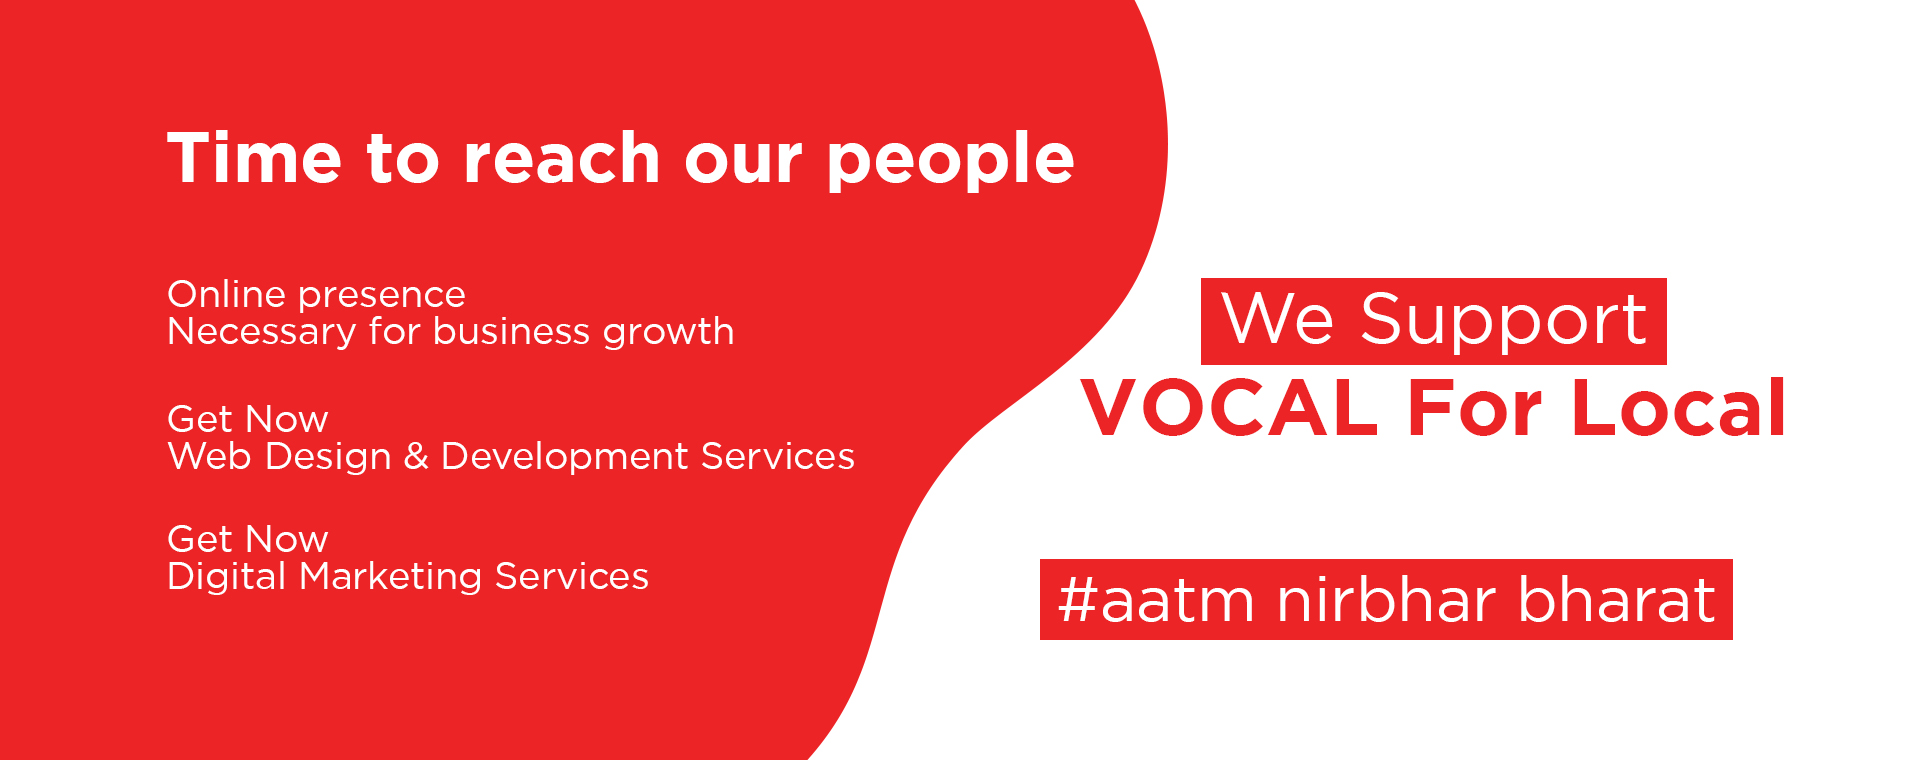 Time to reach our people
Online presence
Necessary for business growth
Get Now
Web Design & Development Services
Get Now
Digital Marketing Services
We Support
VOCAL For Local
#aatm nirbhar bharat